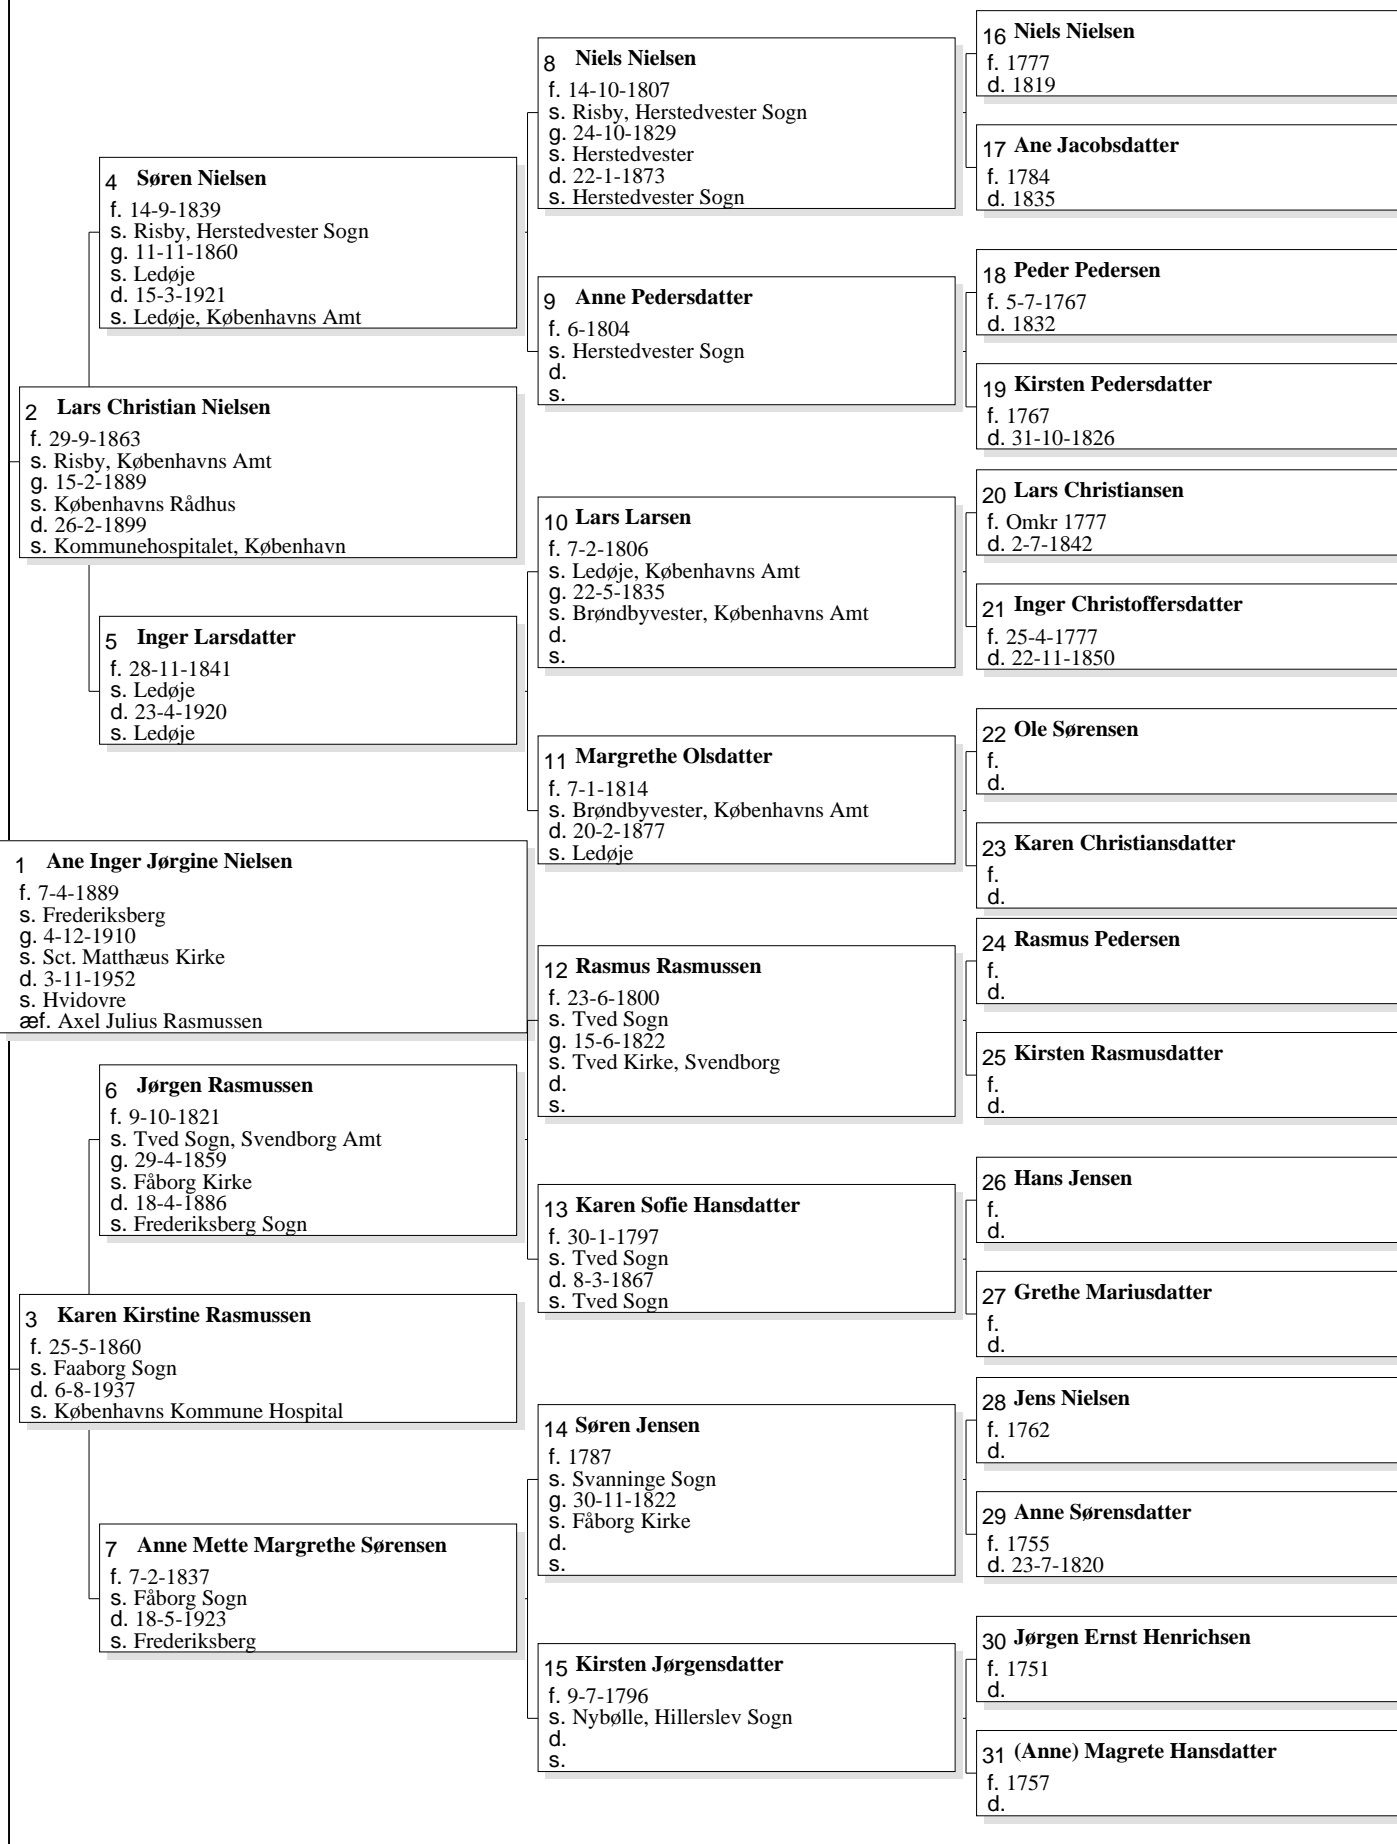 16 Niels Nielsen
f. 1777
d. 1819
8 Niels Nielsen
f. 14-10-1807
s. Risby, Herstedvester Sogn
g. 24-10-1829
s. Herstedvester
d. 22-1-1873
s. Herstedvester Sogn
17 Ane Jacobsdatter
f. 1784
d. 1835
4 Søren Nielsen
f. 14-9-1839
s. Risby, Herstedvester Sogn
g. 11-11-1860
s. Ledøje
d. 15-3-1921
s. Ledøje, Københavns Amt
18 Peder Pedersen
f. 5-7-1767
d. 1832
9 Anne Pedersdatter
f. 6-1804
s. Herstedvester Sogn
d.
s.
19 Kirsten Pedersdatter
f. 1767
d. 31-10-1826
2 Lars Christian Nielsen
f. 29-9-1863
s. Risby, Københavns Amt
g. 15-2-1889
s. Københavns Rådhus
d. 26-2-1899
s. Kommunehospitalet, København
20 Lars Christiansen
f. Omkr 1777
d. 2-7-1842
10 Lars Larsen
f. 7-2-1806
s. Ledøje, Københavns Amt
g. 22-5-1835
s. Brøndbyvester, Københavns Amt
d.
s.
21 Inger Christoffersdatter
f. 25-4-1777
d. 22-11-1850
5 Inger Larsdatter
f. 28-11-1841
s. Ledøje
d. 23-4-1920
s. Ledøje
22 Ole Sørensen
f.
d.
11 Margrethe Olsdatter
f. 7-1-1814
s. Brøndbyvester, Københavns Amt
d. 20-2-1877
s. Ledøje
23 Karen Christiansdatter
f.
d.
1 Ane Inger Jørgine Nielsen
f. 7-4-1889
s. Frederiksberg
g. 4-12-1910
s. Sct. Matthæus Kirke
d. 3-11-1952
s. Hvidovre
æf. Axel Julius Rasmussen
24 Rasmus Pedersen
f.
d.
12 Rasmus Rasmussen
f. 23-6-1800
s. Tved Sogn
g. 15-6-1822
s. Tved Kirke, Svendborg
d.
s.
25 Kirsten Rasmusdatter
f.
d.
6 Jørgen Rasmussen
f. 9-10-1821
s. Tved Sogn, Svendborg Amt
g. 29-4-1859
s. Fåborg Kirke
d. 18-4-1886
s. Frederiksberg Sogn
26 Hans Jensen
f.
d.
13 Karen Sofie Hansdatter
f. 30-1-1797
s. Tved Sogn
d. 8-3-1867
s. Tved Sogn
27 Grethe Mariusdatter
f.
d.
3 Karen Kirstine Rasmussen
f. 25-5-1860
s. Faaborg Sogn
d. 6-8-1937
s. Københavns Kommune Hospital
28 Jens Nielsen
f. 1762
d.
14 Søren Jensen
f. 1787
s. Svanninge Sogn
g. 30-11-1822
s. Fåborg Kirke
d.
s.
29 Anne Sørensdatter
f. 1755
d. 23-7-1820
7 Anne Mette Margrethe Sørensen
f. 7-2-1837
s. Fåborg Sogn
d. 18-5-1923
s. Frederiksberg
30 Jørgen Ernst Henrichsen
f. 1751
d.
15 Kirsten Jørgensdatter
f. 9-7-1796
s. Nybølle, Hillerslev Sogn
d.
s.
31 (Anne) Magrete Hansdatter
f. 1757
d.